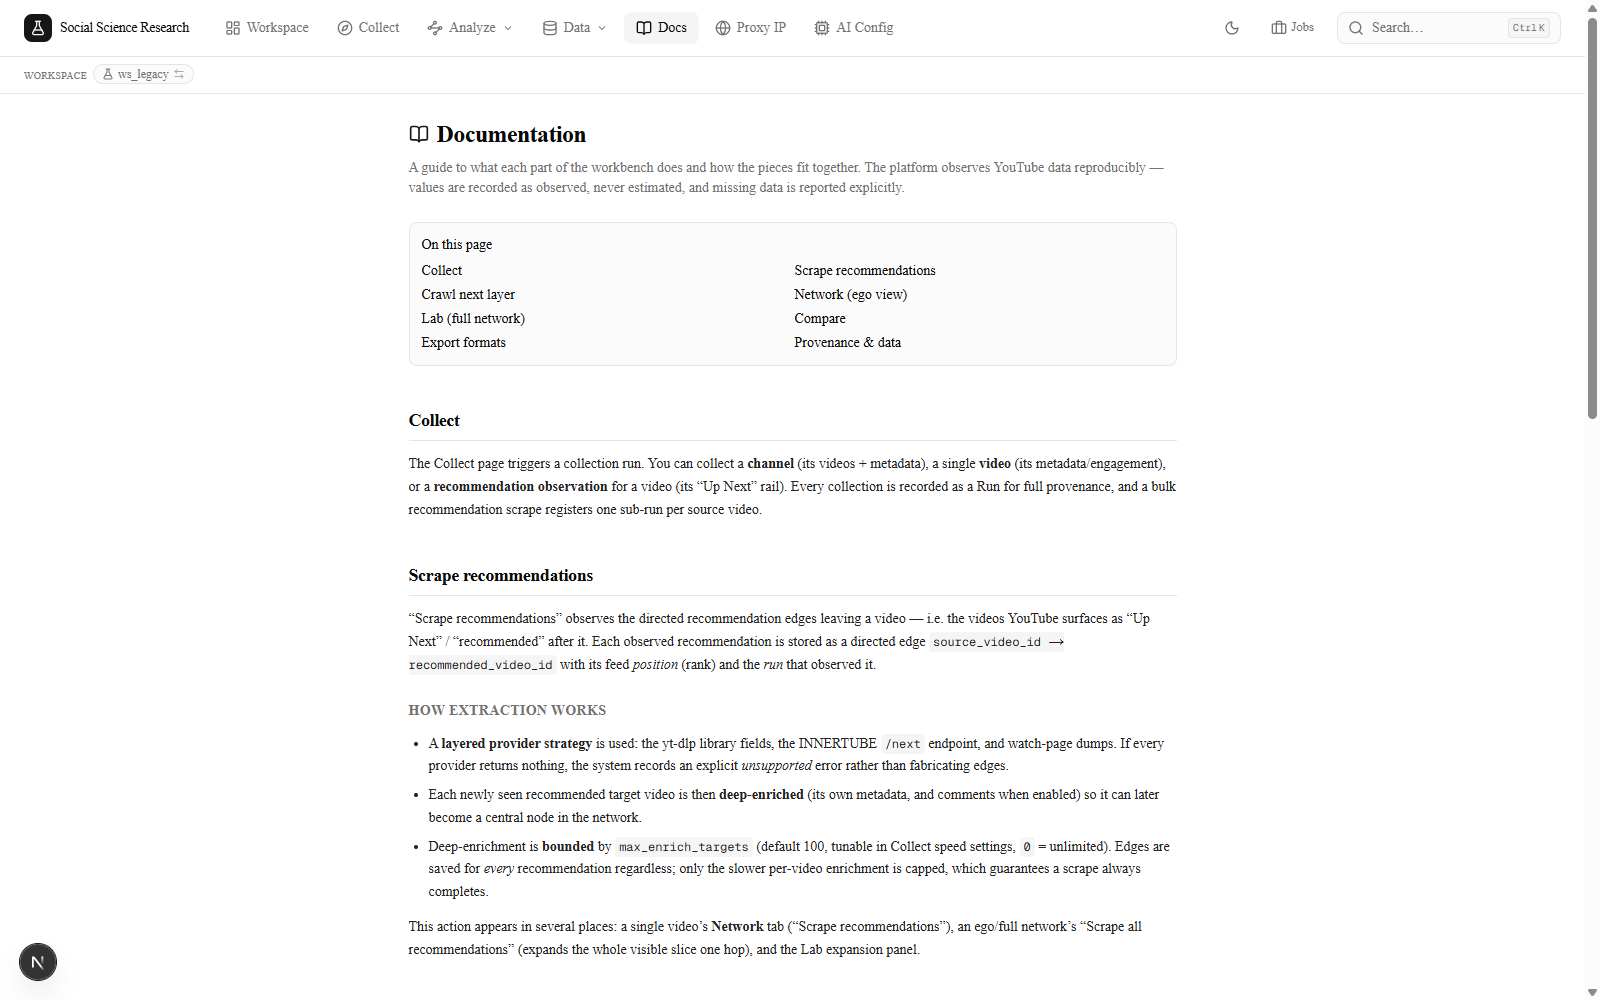 Social Science Research
Workspace
Collect
Analyze
Data
Docs
Proxy IP
AI Config
Jobs
Search…
Ctrl K
WORKSPACE
ws_legacy
Documentation
A guide to what each part of the workbench does and how the pieces fit together. The platform observes YouTube data reproducibly —
values are recorded as observed, never estimated, and missing data is reported explicitly.
On this page
Collect
Scrape recommendations
Crawl next layer
Network (ego view)
Lab (full network)
Compare
Export formats
Provenance & data
Collect
The Collect page triggers a collection run. You can collect a channel (its videos + metadata), a single video (its metadata/engagement),
or a recommendation observation for a video (its “Up Next” rail). Every collection is recorded as a Run for full provenance, and a bulk
recommendation scrape registers one sub-run per source video.
Scrape recommendations
“Scrape recommendations” observes the directed recommendation edges leaving a video — i.e. the videos YouTube surfaces as “Up
Next” / “recommended” after it. Each observed recommendation is stored as a directed edge source_video_id →
recommended_video_id with its feed position (rank) and the run that observed it.
HOW EXTRACTION WORKS
• A layered provider strategy is used: the yt-dlp library fields, the INNERTUBE /next endpoint, and watch-page dumps. If every
provider returns nothing, the system records an explicit unsupported error rather than fabricating edges.
• Each newly seen recommended target video is then deep-enriched (its own metadata, and comments when enabled) so it can later
become a central node in the network.
• Deep-enrichment is bounded by max_enrich_targets (default 100, tunable in Collect speed settings, 0 = unlimited). Edges are
saved for every recommendation regardless; only the slower per-video enrichment is capped, which guarantees a scrape always
completes.
This action appears in several places: a single video’s Network tab (“Scrape recommendations”), an ego/full network’s “Scrape all
recommendations” (expands the whole visible slice one hop), and the Lab expansion panel.
N